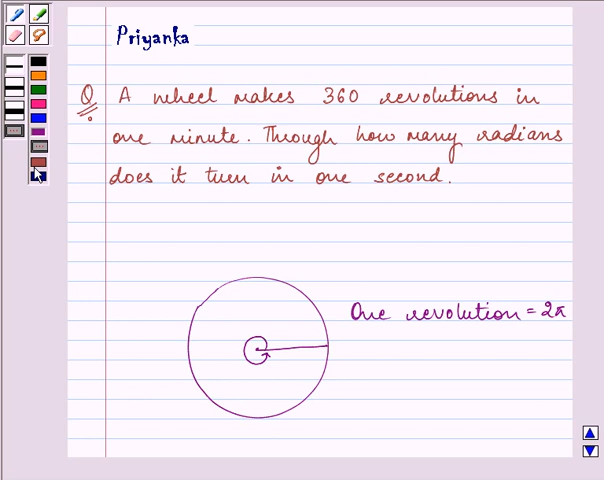 Priyanka
Q A wheel makes 360 revolutions in
one minute. Through how many radians
does it turn in one second.
One revolution = 2π